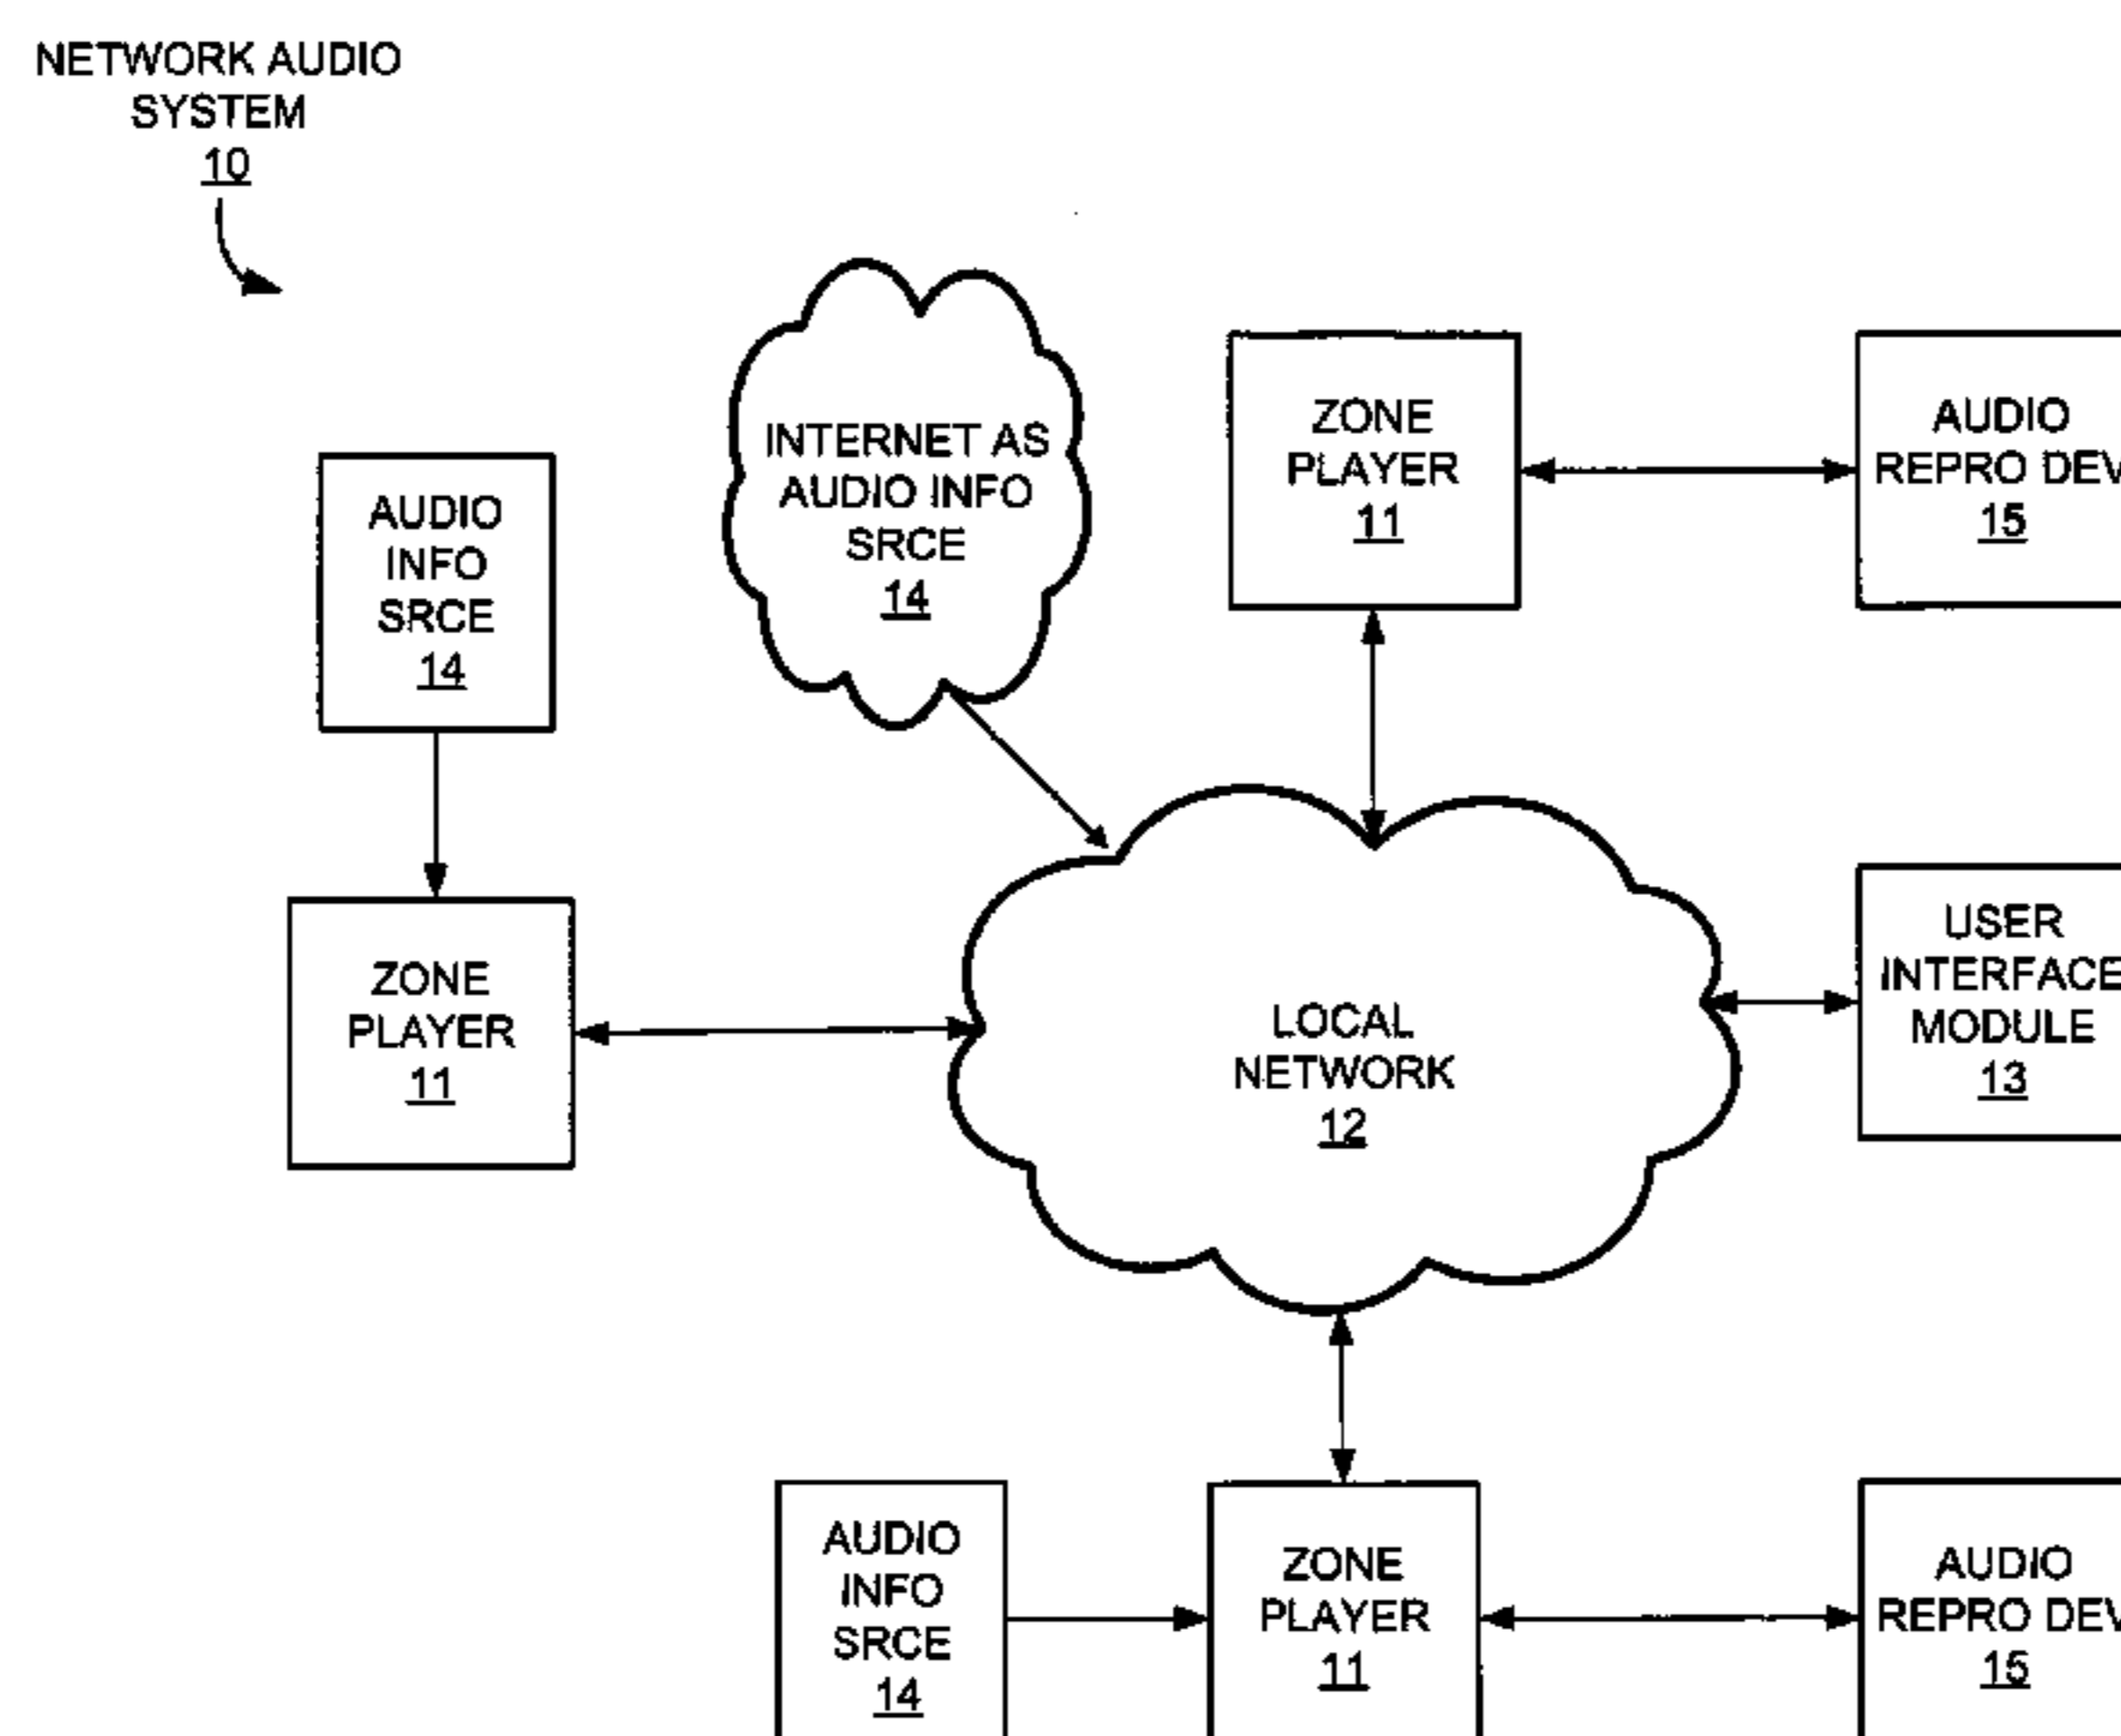 NETWORK AUDIO
SYSTEM
10
INTERNET AS
AUDIO INFO
SRCE
14
ZONE
PLAYER
11
AUDIO
REPRO DEV
15
AUDIO
INFO
SRCE
14
ZONE
PLAYER
11
LOCAL
NETWORK
12
USER
INTERFACE
MODULE
13
AUDIO
INFO
SRCE
14
ZONE
PLAYER
11
AUDIO
REPRO DEV
15